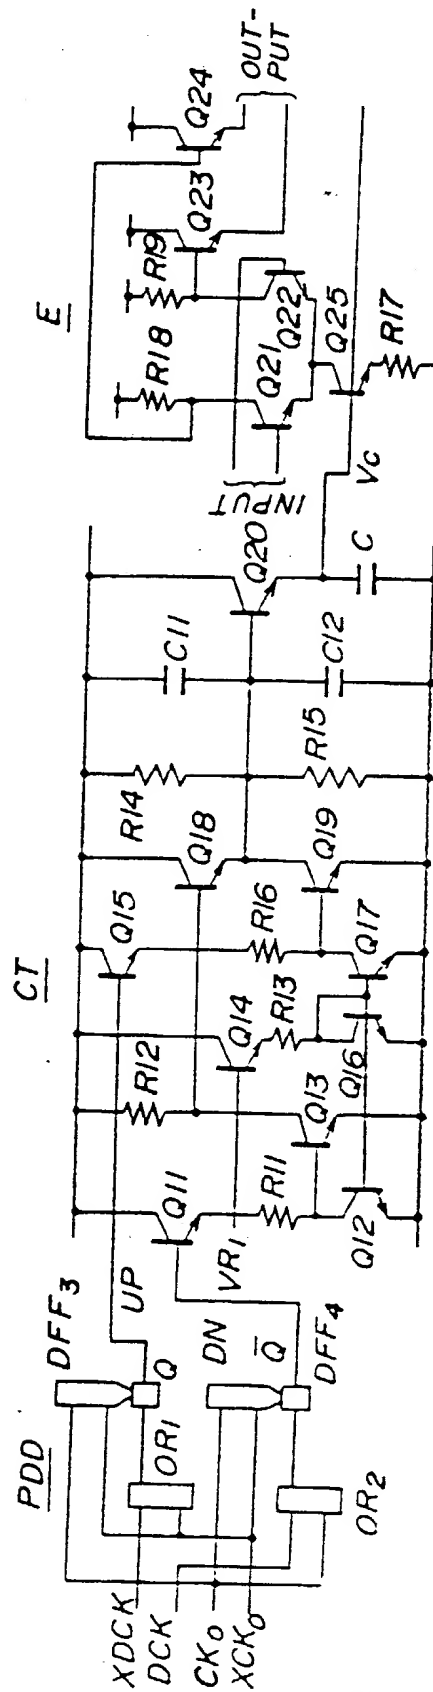 PDD
CT
E
XDCK
DCK
CK0
XCK0
DFF3
OR1
Q
UP
DN
Q̄
DFF4
OR2
VR1
Q11
R12
Q15
R11
Q12
Q13
Q14
R13
Q16
Q17
R16
Q18
Q19
R14
R15
C11
C12
Q20
C
Vc
INPUT
R18
R19
Q21
Q22
Q23
Q24
Q25
R17
OUT-
PUT